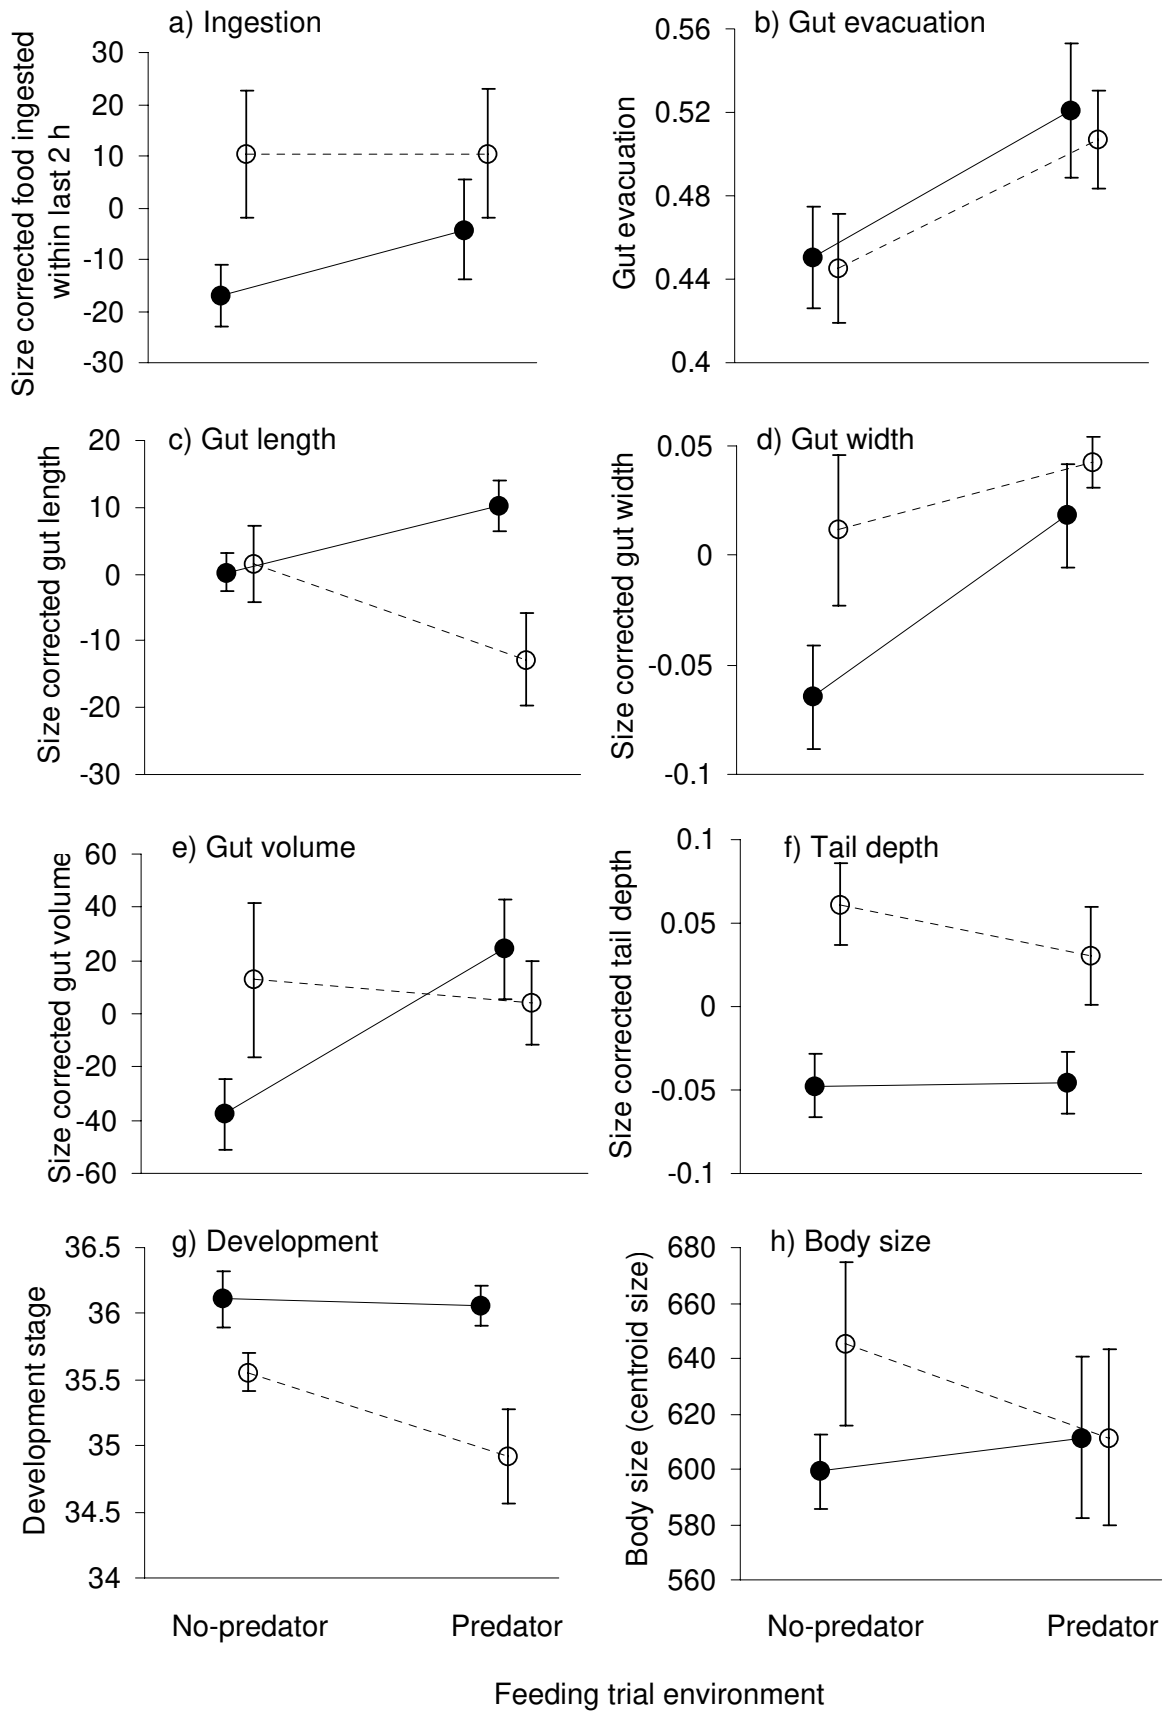 a) Ingestion
Size corrected food ingested
within last 2 h
30
20
10
0
-10
-20
-30
b) Gut evacuation
Gut evacuation
0.56
0.52
0.48
0.44
0.4
c) Gut length
Size corrected gut length
20
10
0
-10
-20
-30
d) Gut width
Size corrected gut width
0.05
0
-0.05
-0.1
e) Gut volume
Size corrected gut volume
60
40
20
0
-20
-40
-60
f) Tail depth
Size corrected tail depth
0.1
0.05
0
-0.05
-0.1
g) Development
Development stage
36.5
36
35.5
35
34.5
34
No-predator
Predator
h) Body size
Body size (centroid size)
680
660
640
620
600
580
560
No-predator
Predator
Feeding trial environment